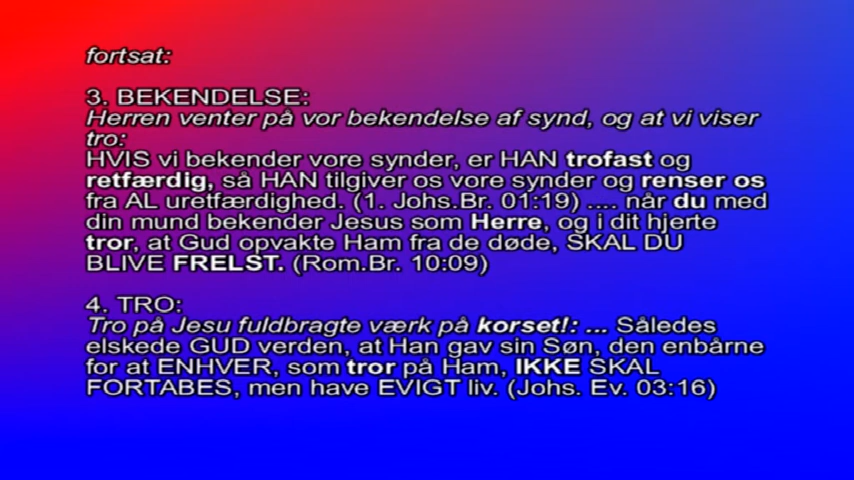 fortsat:
3. BEKENDELSE:
Herren venter på vor bekendelse af synd, og at vi viser
tro:
HVIS vi bekender vore synder, er HAN trofast og
retfærdig, så HAN tilgiver os vore synder og renser os
fra AL uretfærdighed. (1. Johs.Br. 01:19) .... når du med
din mund bekender Jesus som Herre, og i dit hjerte
tror, at Gud opvakte Ham fra de døde, SKAL DU
BLIVE FRELST. (Rom.Br. 10:09)
4. TRO:
Tro på Jesu fuldbragte værk på korset!: ... Således
elskede GUD verden, at Han gav sin Søn, den enbårne
for at ENHVER, som tror på Ham, IKKE SKAL
FORTABES, men have EVIGT liv. (Johs. Ev. 03:16)